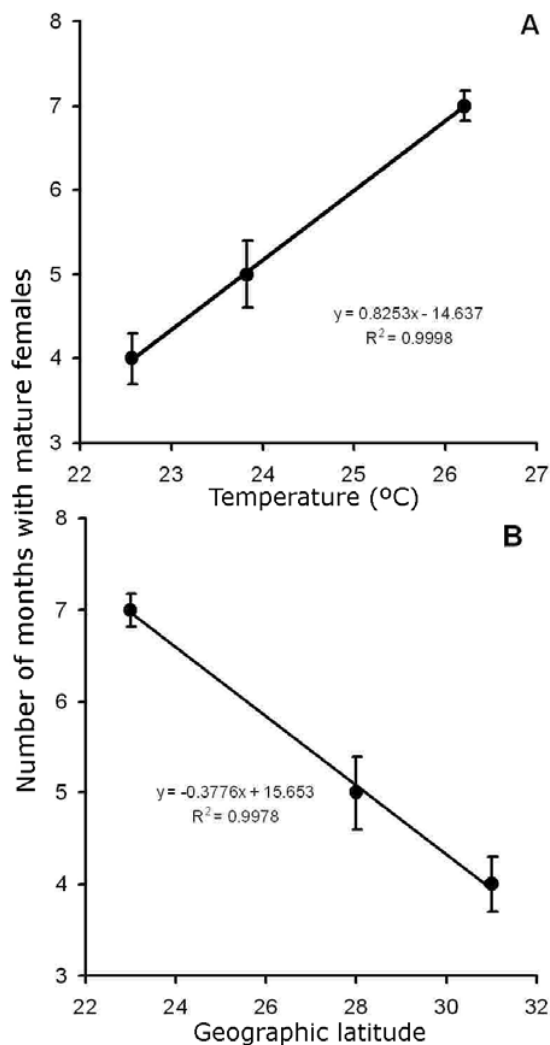 A
8
7
6
5
4
3
22 23 24 25 26 27
Temperature (ºC)
y = 0.8253x - 14.637
R² = 0.9998
Number of months with mature females
B
8
7
6
5
4
3
22 24 26 28 30 32
Geographic latitude
y = -0.3776x + 15.653
R² = 0.9978